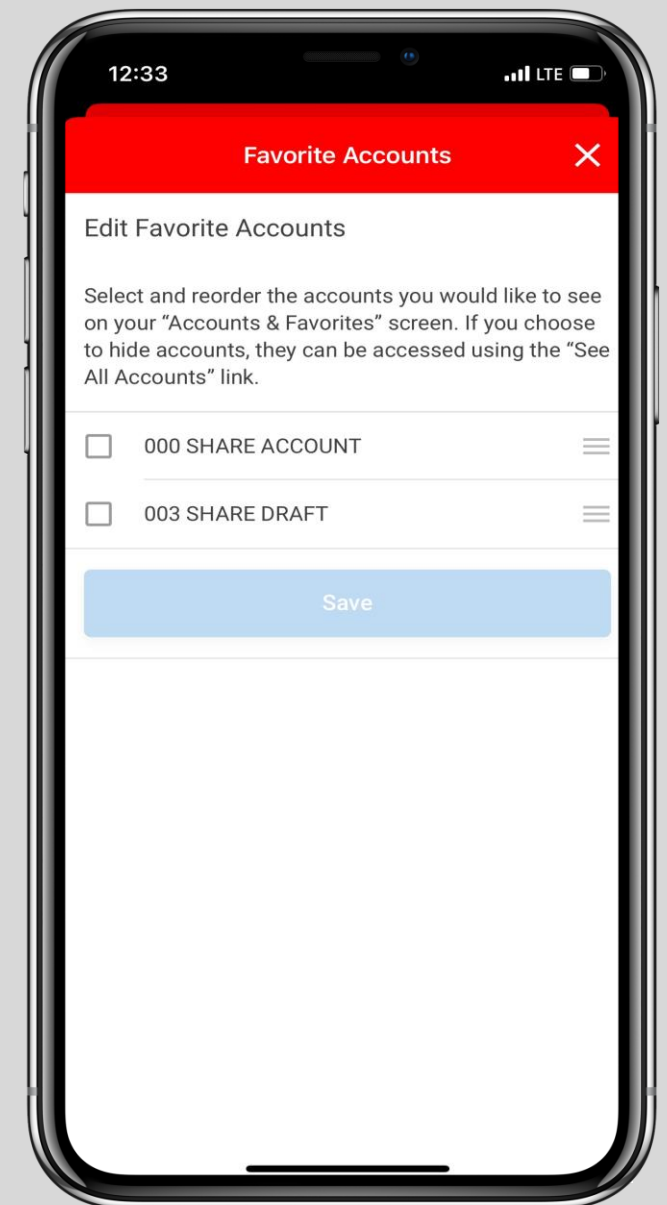 12:33
LTE
Favorite Accounts
Edit Favorite Accounts
Select and reorder the accounts you would like to see
on your “Accounts & Favorites” screen. If you choose
to hide accounts, they can be accessed using the “See
All Accounts” link.
000 SHARE ACCOUNT
003 SHARE DRAFT
Save